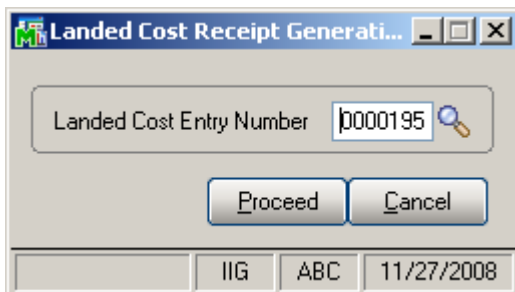 Landed Cost Receipt Generati...
Landed Cost Entry Number 0000195
Proceed Cancel
IIG ABC 11/27/2008